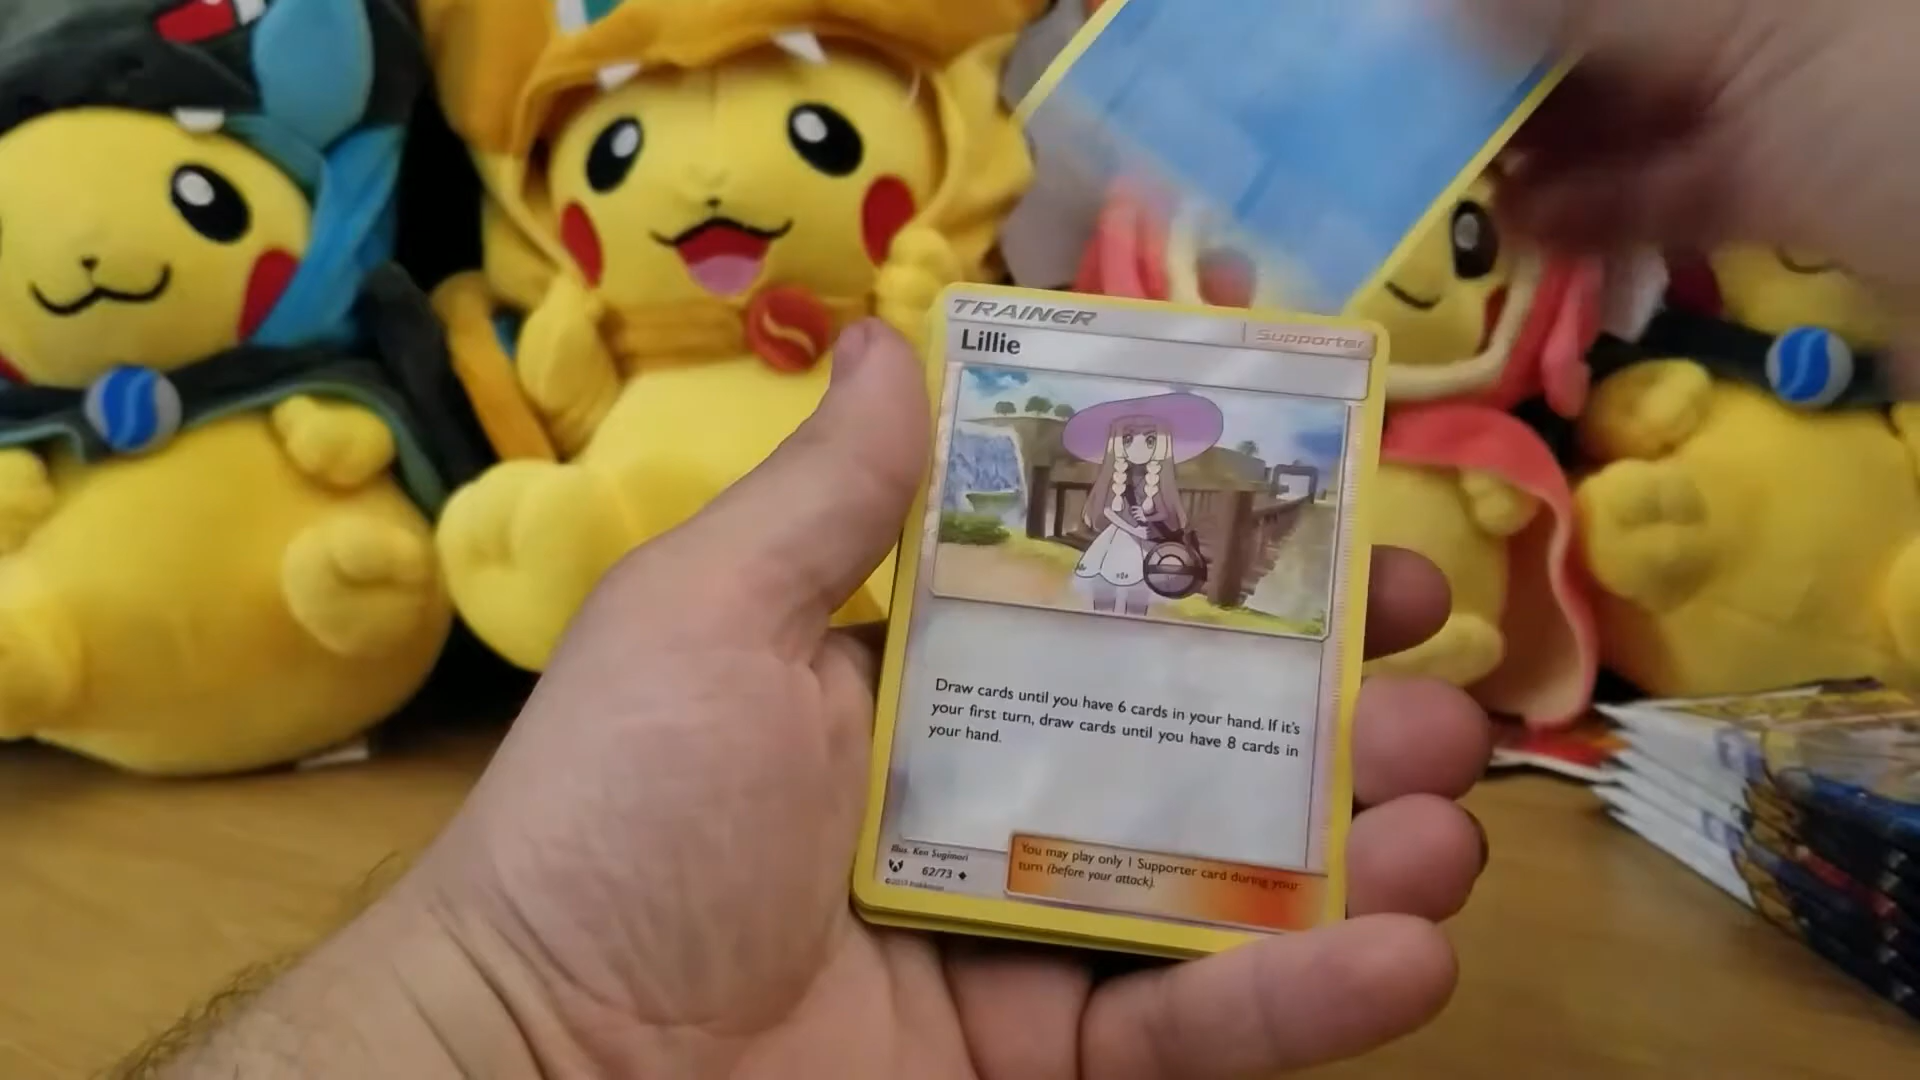 TRAINER
Supporter
Lillie
Draw cards until you have 6 cards in your hand. If it's
your first turn, draw cards until you have 8 cards in
your hand.
Illus. Ken Sugimori
62/73
You may play only 1 Supporter card during your
turn (before your attack).